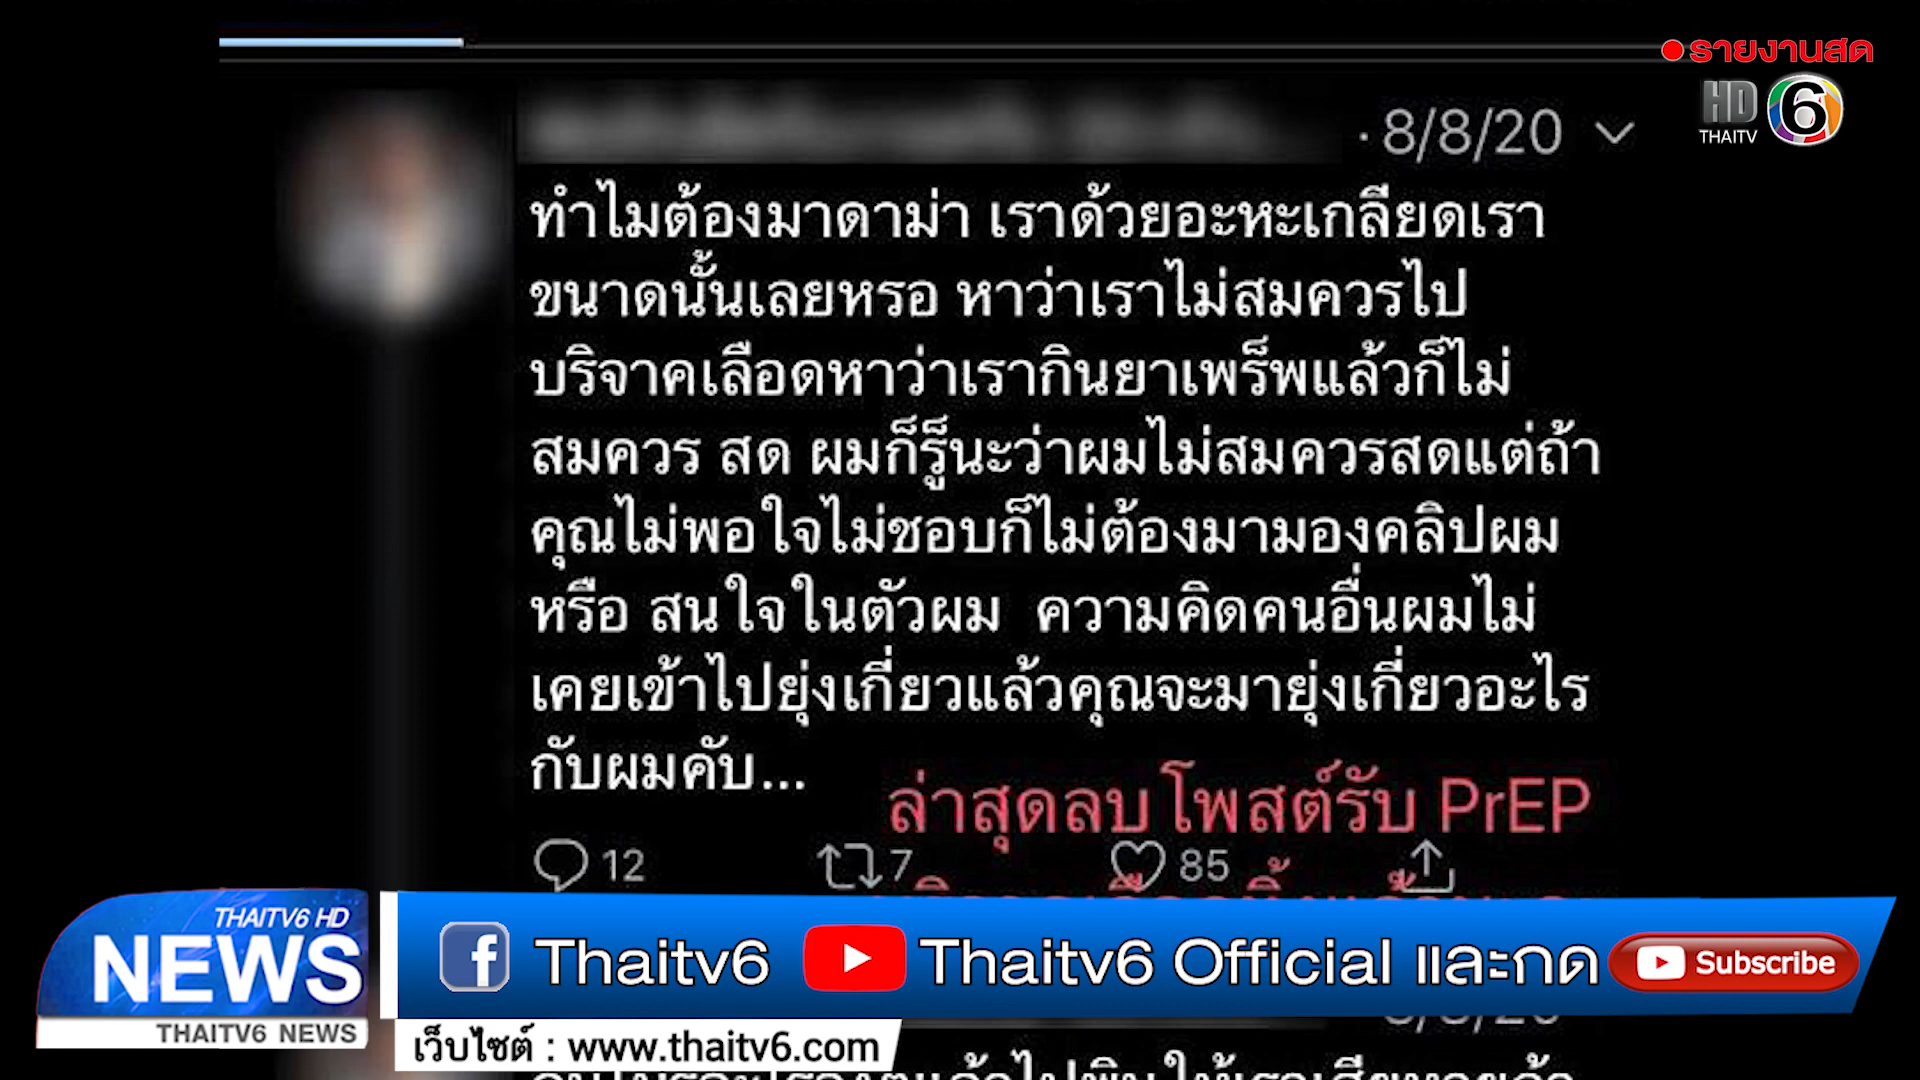 รายงานสด
HD
THAITV
6
· 8/8/20
ทำไมต้องมาดาม่า เราด้วยอะหะเกลียดเรา
ขนาดนั้นเลยหรอ หาว่าเราไม่สมควรไป
บริจาคเลือดหาว่าเรากินยาเพร็พแล้วก็ไม่
สมควร สด ผมก็รู็นะว่าผมไม่สมควรสดแต่ถ้า
คุณไม่พอใจไม่ชอบก็ไม่ต้องมามองคลิปผม
หรือ สนใจในตัวผม ความคิดคนอื่นผมไม่
เคยเข้าไปยุ่งเกี่ยวแล้วคุณจะมายุ่งเกี่ยวอะไร
กับผมคับ...
ล่าสุดลบโพสต์รับ PrEP
12 7 85
THAITV6 HD
NEWS
THAITV6 NEWS
Thaitv6 Thaitv6 Official และกด Subscribe
เว็บไซต์ : www.thaitv6.com